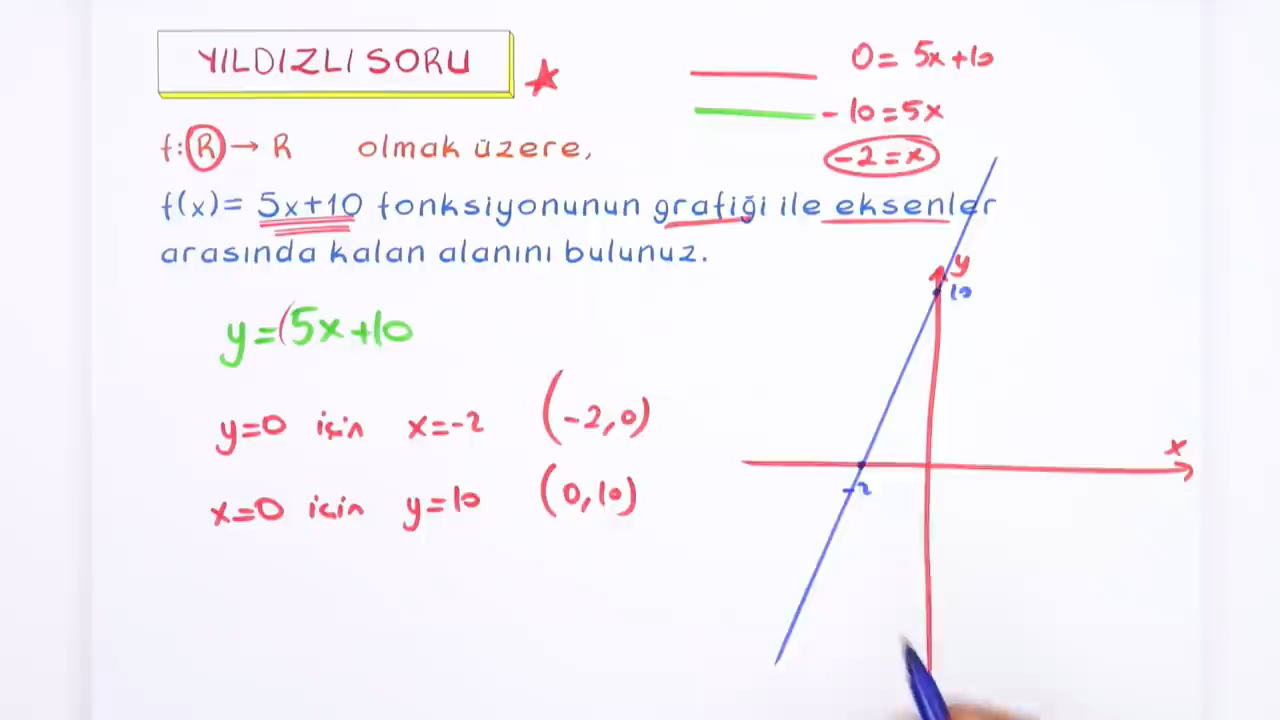 YILDIZLI SORU
0 = 5x+10
-10=5x
-2=x
f: R → R olmak üzere,
f(x)= 5x+10 fonksiyonunun grafiği ile eksenler
arasında kalan alanını bulunuz.
y=(5x+10
y=0 için x=-2 (-2,0)
x=0 için y=10 (0,10)
y
10
x
-2